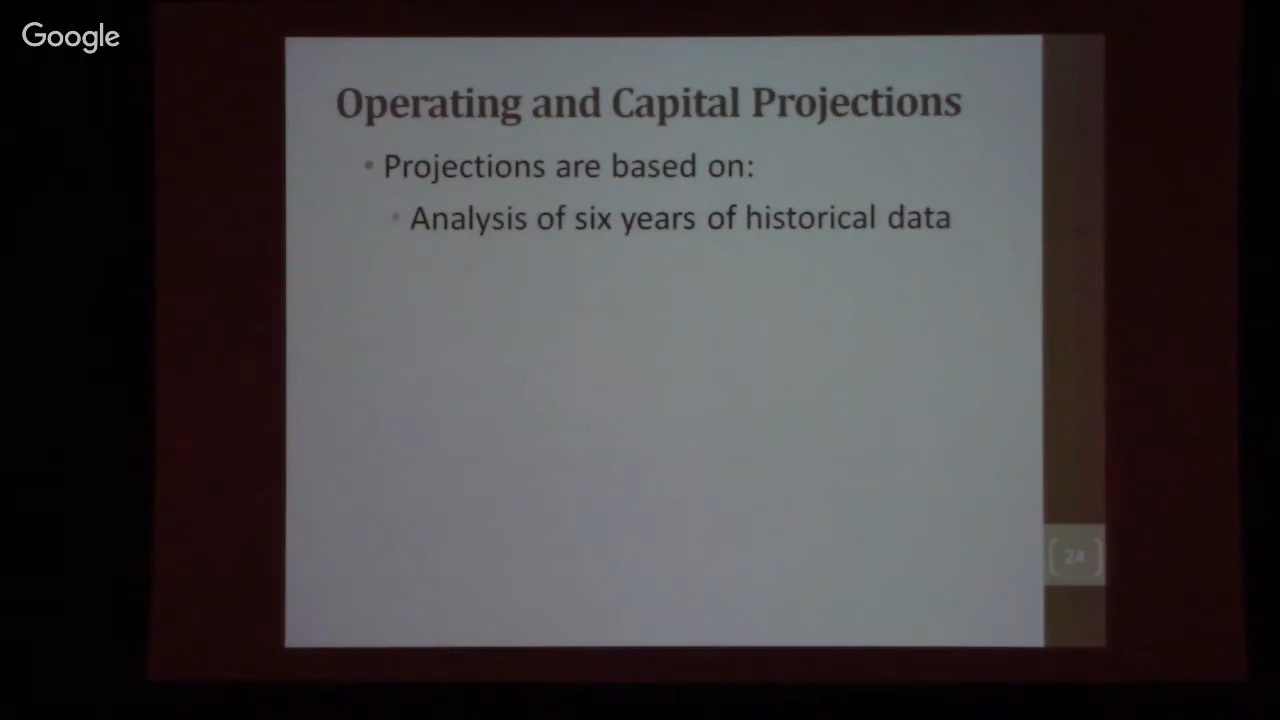 Google
Operating and Capital Projections
• Projections are based on:
• Analysis of six years of historical data
24